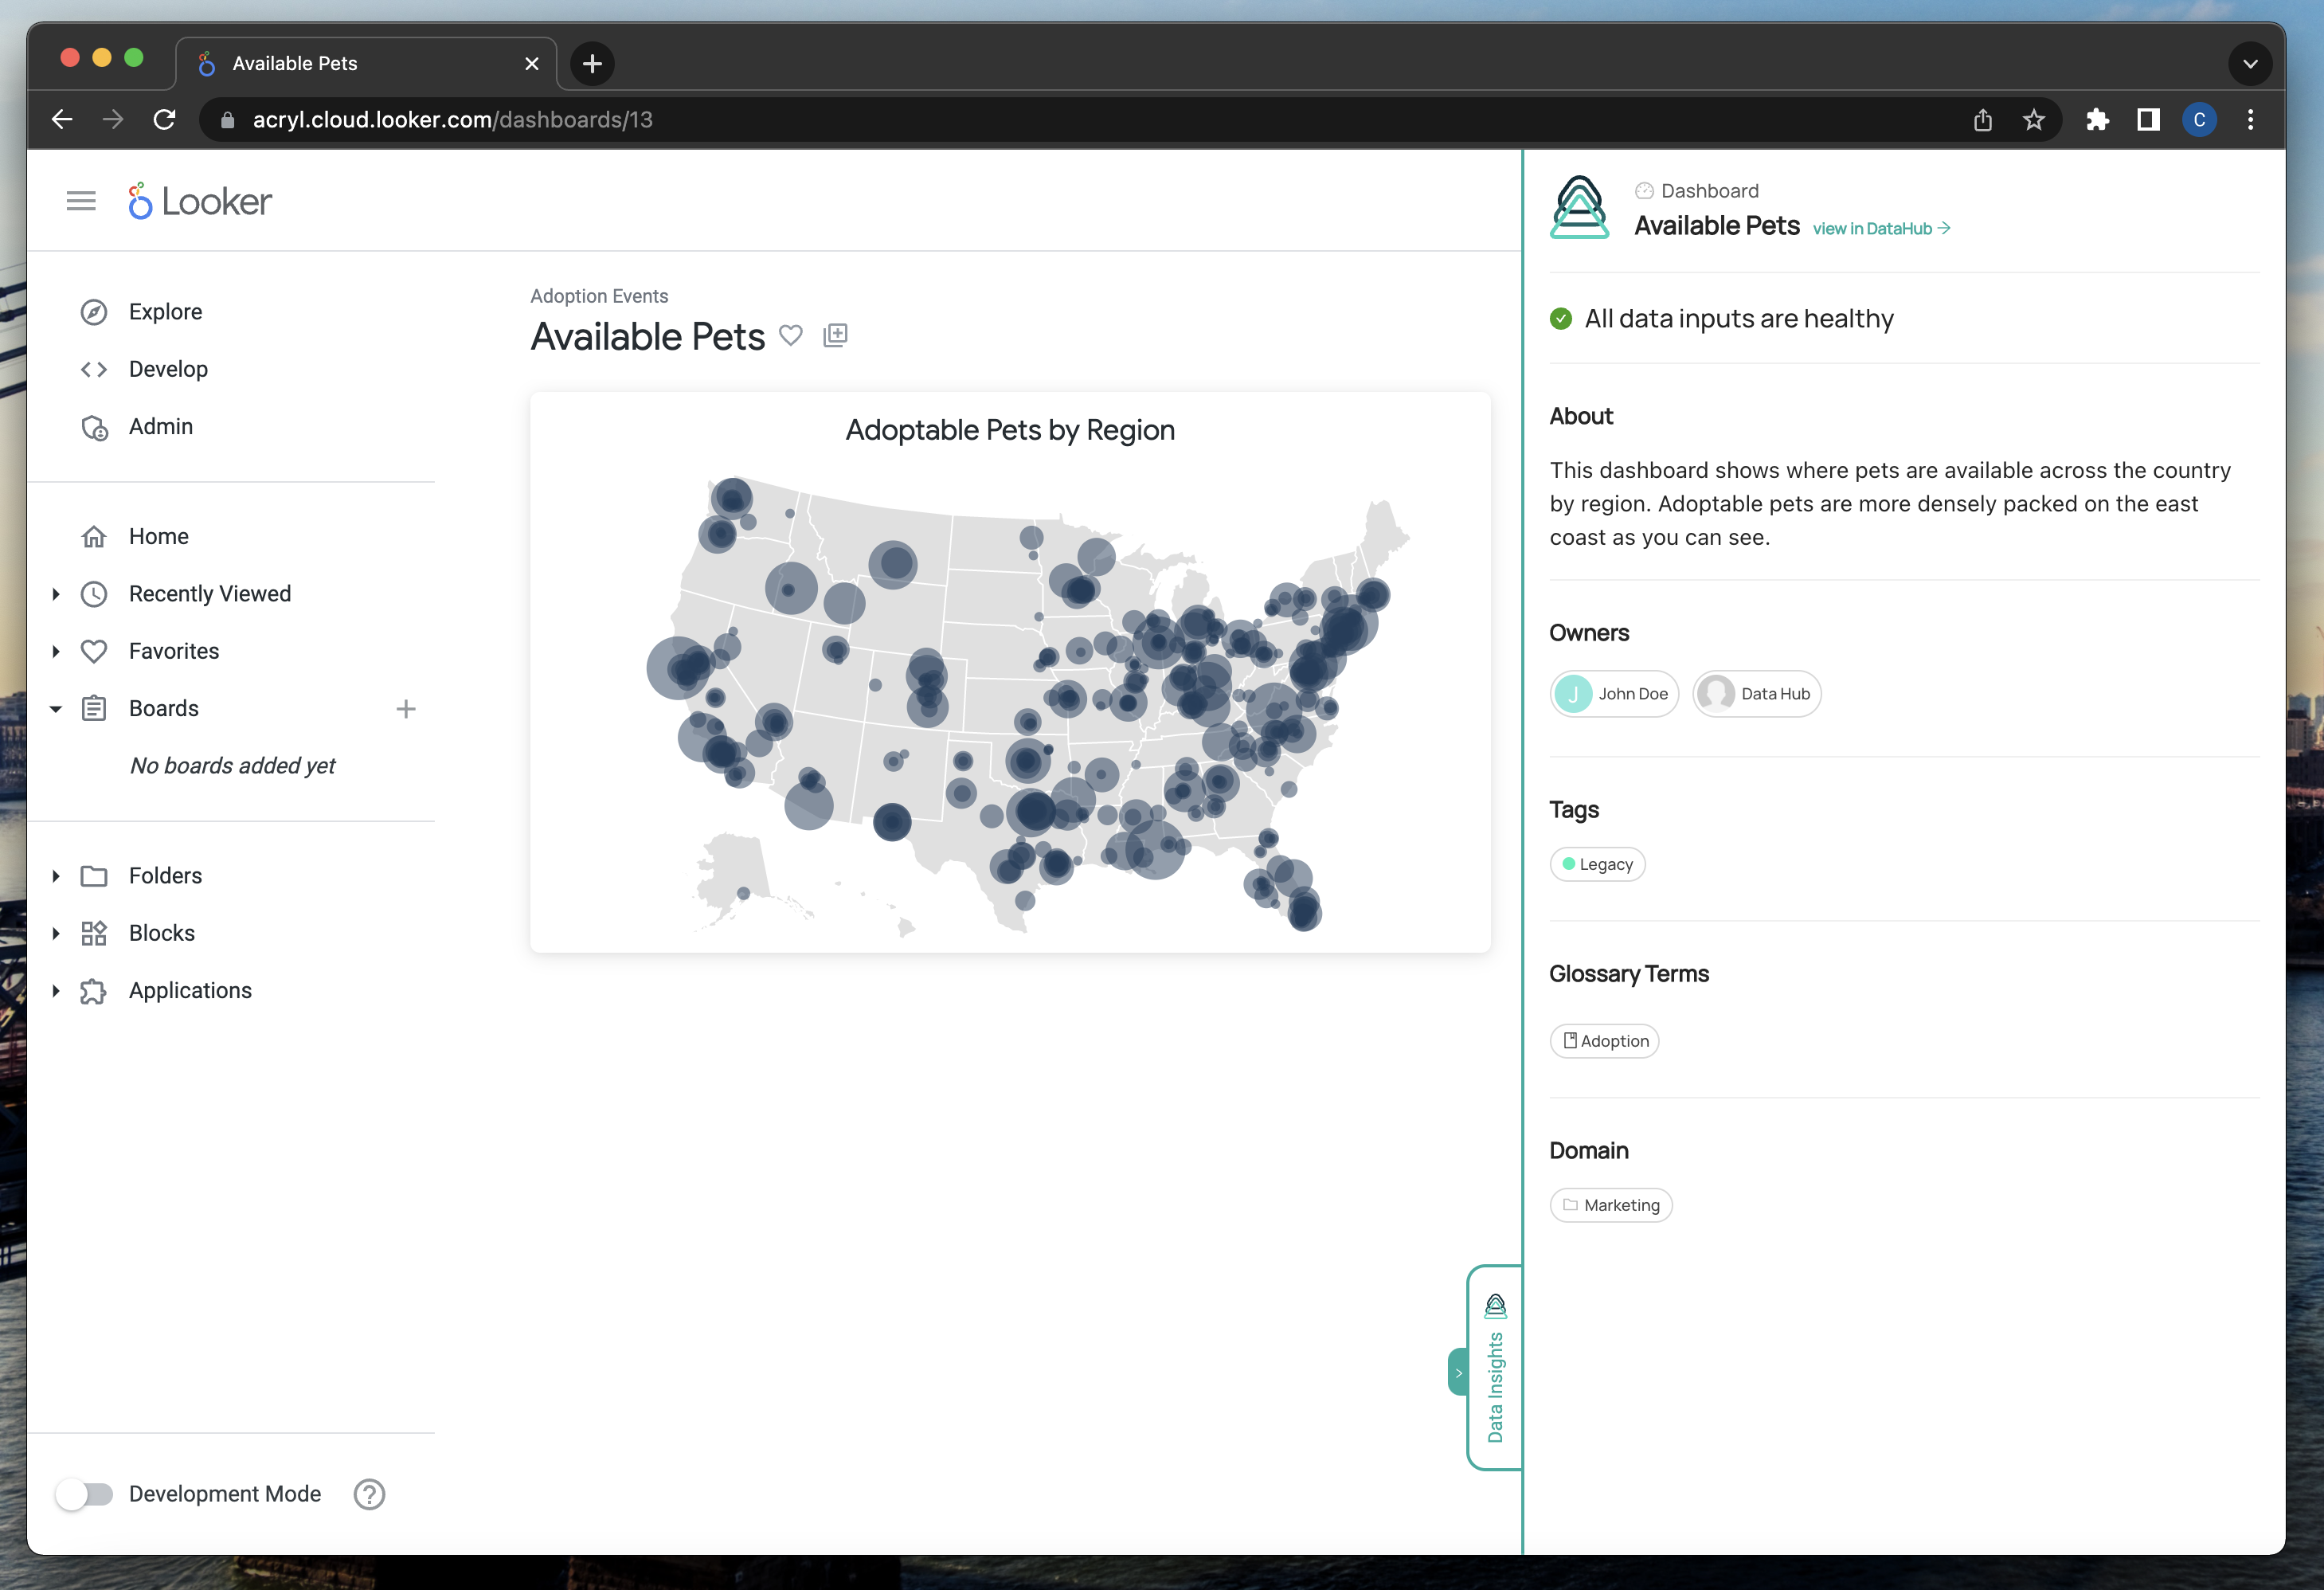 Available Pets
acryl.cloud.looker.com/dashboards/13
C
Looker
Explore
Develop
Admin
Home
Recently Viewed
Favorites
Boards
No boards added yet
Folders
Blocks
Applications
Development Mode
Adoption Events
Available Pets
Adoptable Pets by Region
Data Insights
Dashboard
Available Pets view in DataHub
All data inputs are healthy
About
This dashboard shows where pets are available across the country
by region. Adoptable pets are more densely packed on the east
coast as you can see.
Owners
J John Doe Data Hub
Tags
Legacy
Glossary Terms
Adoption
Domain
Marketing